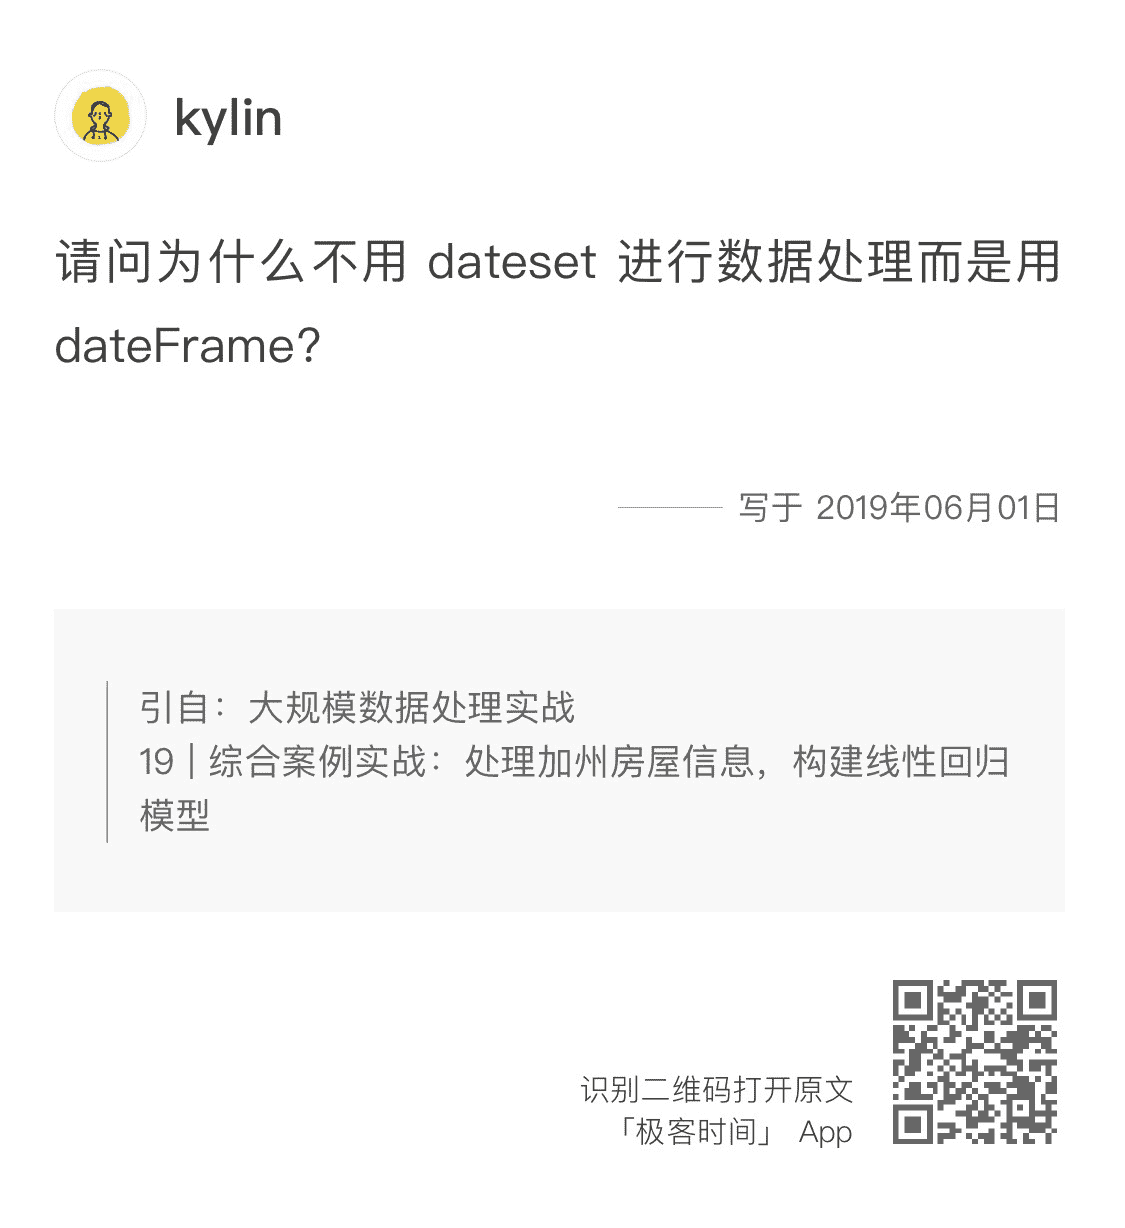 kylin
请问为什么不用 dateset 进行数据处理而是用
dateFrame?
写于 2019年06月01日
引自：大规模数据处理实战
19 | 综合案例实战：处理加州房屋信息，构建线性回归
模型
识别二维码打开原文
「极客时间」 App